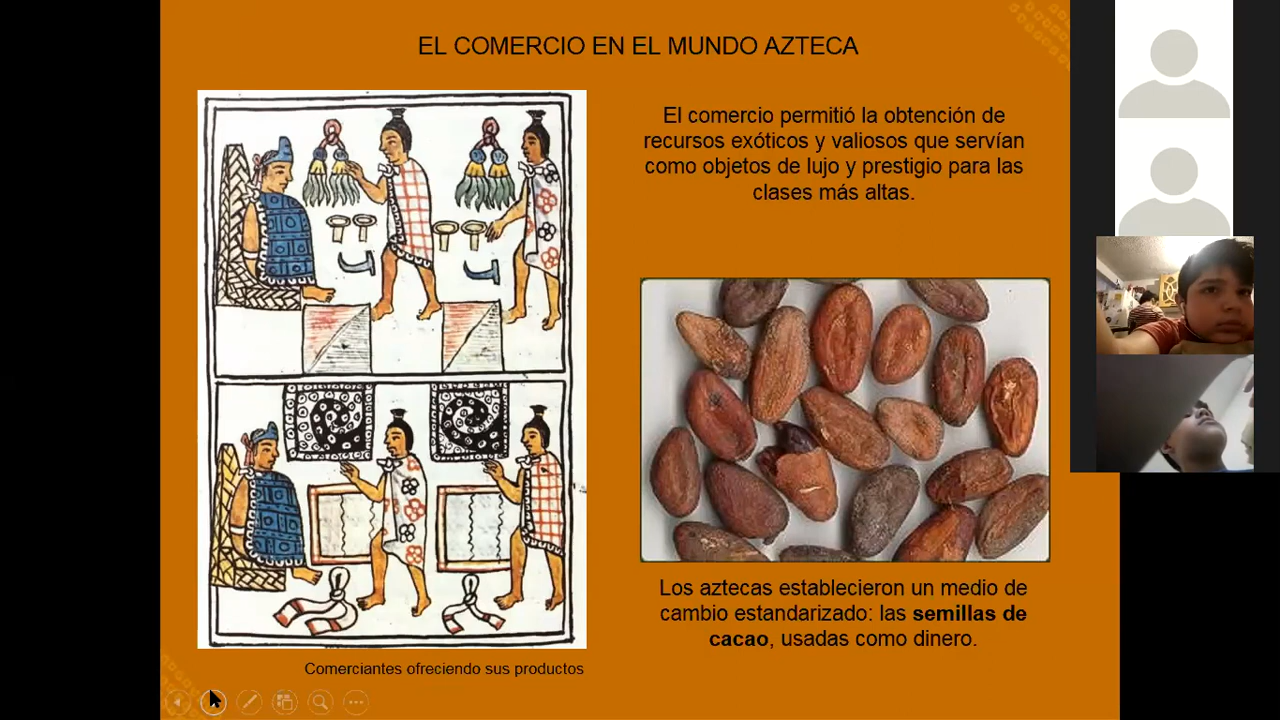 EL COMERCIO EN EL MUNDO AZTECA
El comercio permitió la obtención de
recursos exóticos y valiosos que servían
como objetos de lujo y prestigio para las
clases más altas.
Los aztecas establecieron un medio de
cambio estandarizado: las semillas de
cacao, usadas como dinero.
Comerciantes ofreciendo sus productos